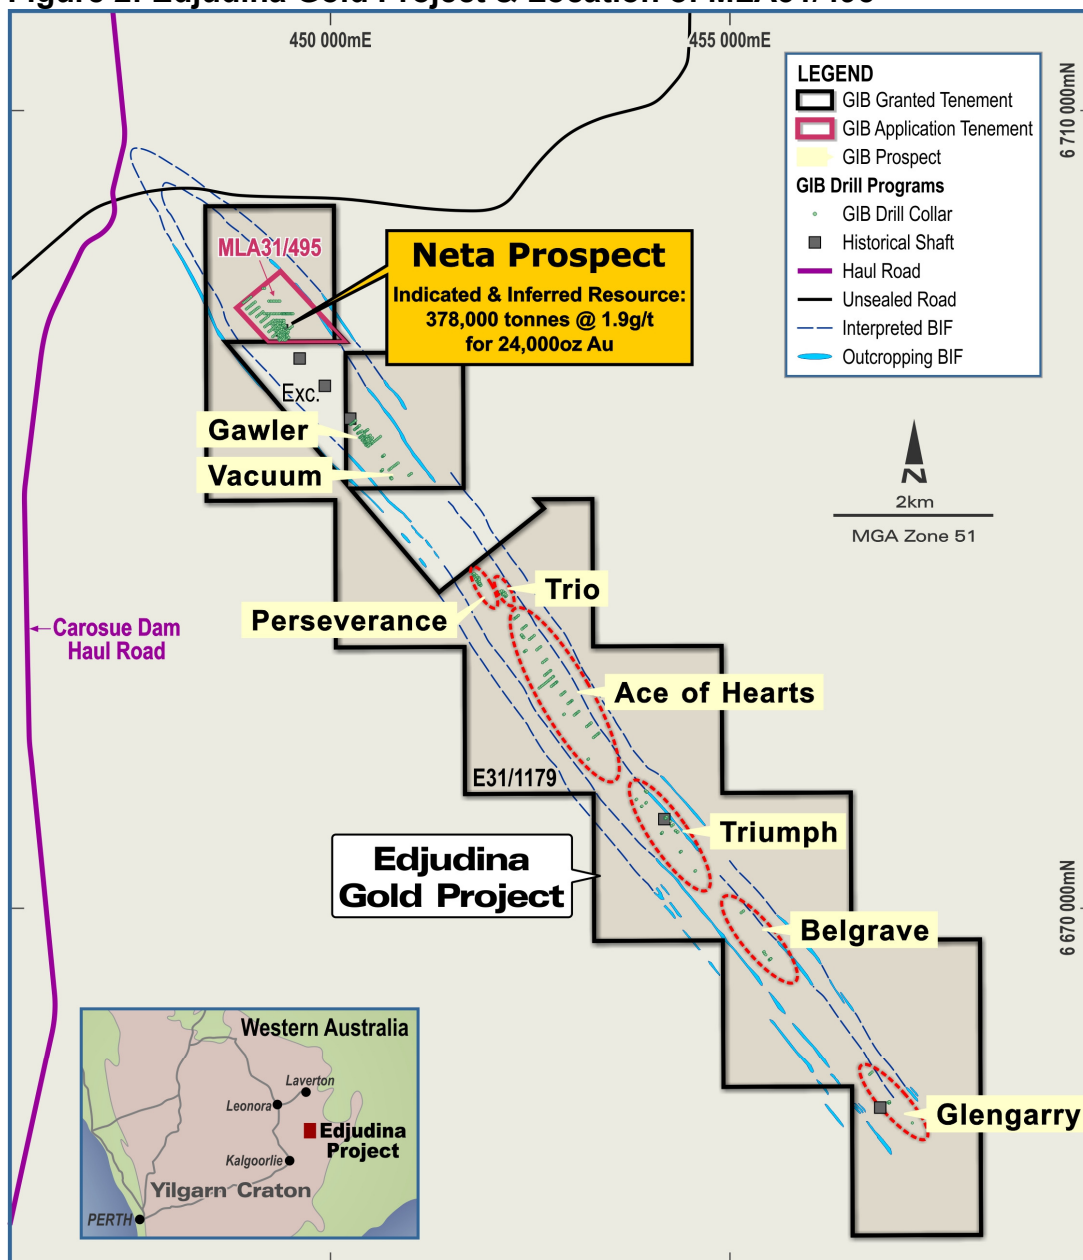 450 000mE
455 000mE
6 710 000mN
LEGEND
GIB Granted Tenement
GIB Application Tenement
GIB Prospect
GIB Drill Programs
GIB Drill Collar
Historical Shaft
Haul Road
Unsealed Road
Interpreted BIF
Outcropping BIF
MLA31/495
Neta Prospect
Indicated & Inferred Resource:
378,000 tonnes @ 1.9g/t
for 24,000oz Au
Exc.
Gawler
Vacuum
N
2km
MGA Zone 51
Trio
Perseverance
Carosue Dam
Haul Road
Ace of Hearts
E31/1179
Triumph
Edjudina
Gold Project
Belgrave
6 670 000mN
Glengarry
Western Australia
Laverton
Leonora
Edjudina
Project
Kalgoorlie
Yilgarn Craton
PERTH